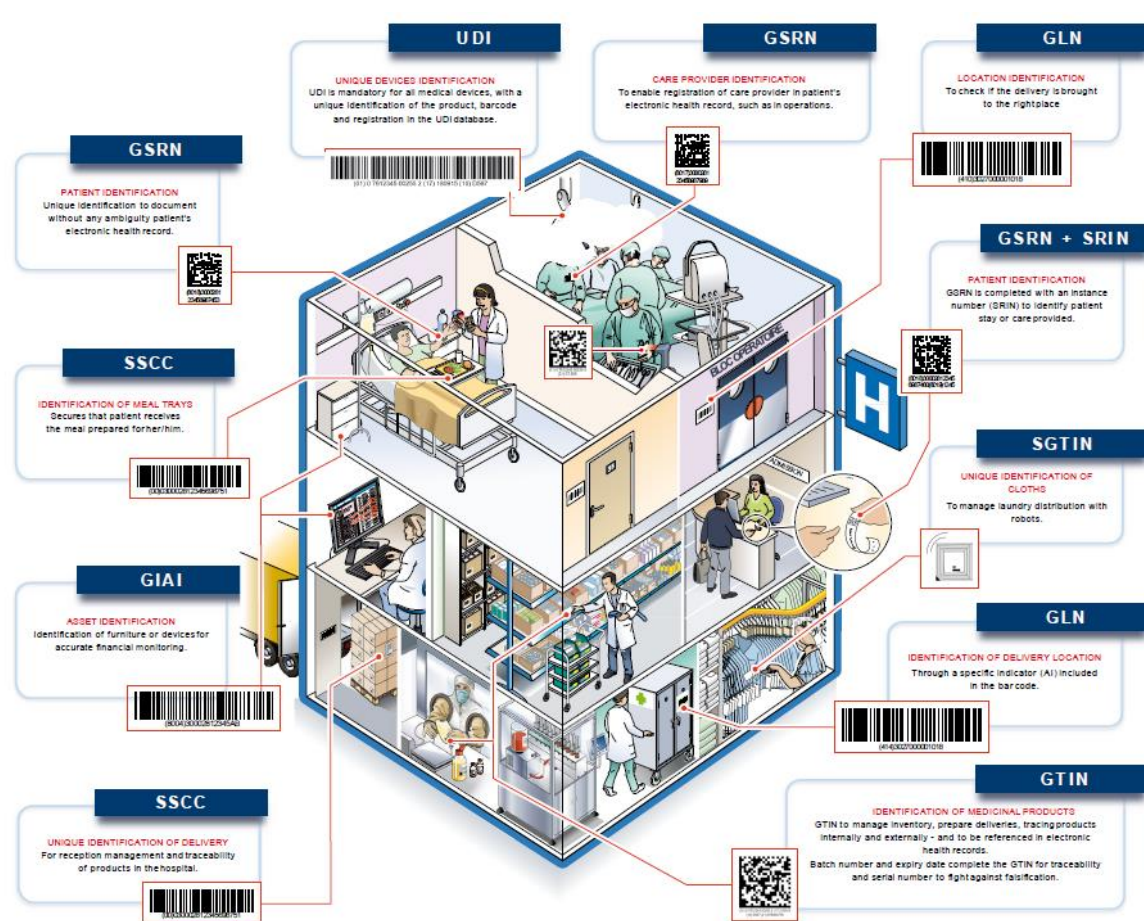 UDI
UNIQUE DEVICES IDENTIFICATION
UDI is mandatory for all medical devices, with a
unique identification of the product, barcode
and registration in the UDI database.
GSRN
CARE PROVIDER IDENTIFICATION
To enable registration of care provider in patient's
electronic health record, such as in operations.
GLN
LOCATION IDENTIFICATION
To check if the delivery is brought
to the right place
(410)3027000001018
GSRN
PATIENT IDENTIFICATION
Unique identification to document
without any ambiguity patient's
electronic health record.
GSRN + SRIN
PATIENT IDENTIFICATION
GSRN is completed with an instance
number (SRIN) to identify patient
stay or care provided.
SSCC
IDENTIFICATION OF MEAL TRAYS
Secures that patient receives
the meal prepared for her/him.
BLOC OPERATOIRE
H
ADMISSION
SGTIN
UNIQUE IDENTIFICATION OF
CLOTHS
To manage laundry distribution with
robots.
GIAI
ASSET IDENTIFICATION
Identification of furniture or devices for
accurate financial monitoring.
GLN
IDENTIFICATION OF DELIVERY LOCATION
Through a specific indicator (AI) included
in the bar code.
(414)3027000001018
SSCC
UNIQUE IDENTIFICATION OF DELIVERY
For reception management and traceability
of products in the hospital.
GTIN
IDENTIFICATION OF MEDICINAL PRODUCTS
GTIN to manage inventory, prepare deliveries, tracing products
internally and externally - and to be referenced in electronic
health records.
Batch number and expiry date complete the GTIN for traceability
and serial number to fight against falsification.